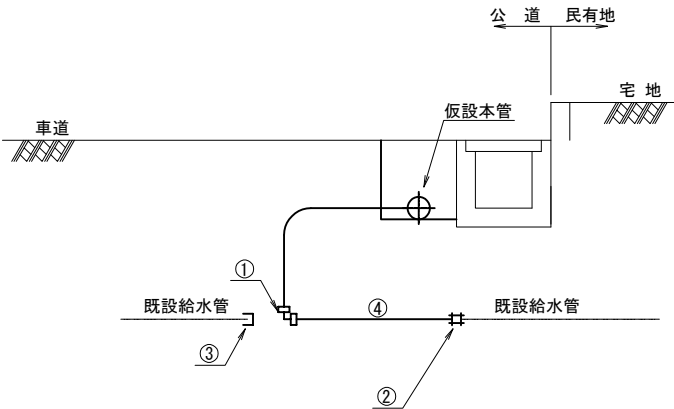 公 道 民有地
宅 地
仮設本管
車道
①
既設給水管
④
既設給水管
③
②